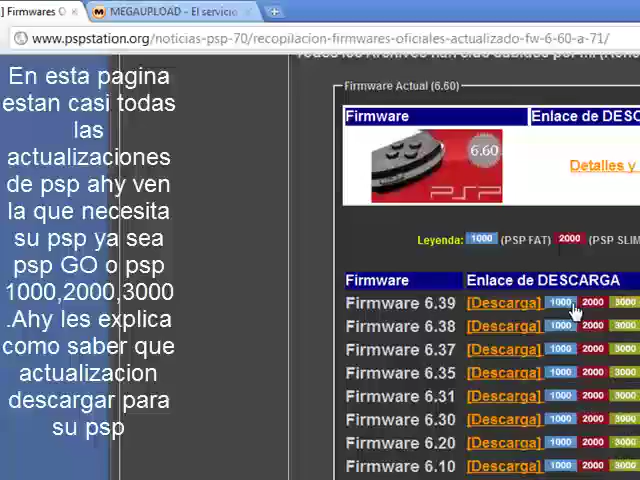 ] Firmwares O
MEGAUPLOAD - El servicio
www.pspstation.org/noticias-psp-70/recopilacion-firmwares-oficiales-actualizado-fw-6-60-a-71/
En esta pagina
estan casi todas
las
actualizaciones
de psp ahy ven
la que necesita
su psp ya sea
psp GO o psp
1000,2000,3000
.Ahy les explica
como saber que
actualizacion
descargar para
su psp
Firmware Actual (6.60)
Firmware Enlace de DESC
6.60
PSP
Detalles y
Leyenda: 1000 (PSP FAT) 2000 (PSP SLIM
Firmware Enlace de DESCARGA
Firmware 6.39 [Descarga] 1000 2000 3000
Firmware 6.38 [Descarga] 1000 2000 3000
Firmware 6.37 [Descarga] 1000 2000 3000
Firmware 6.35 [Descarga] 1000 2000 3000
Firmware 6.31 [Descarga] 1000 2000 3000
Firmware 6.30 [Descarga] 1000 2000 3000
Firmware 6.20 [Descarga] 1000 2000 3000
Firmware 6.10 [Descarga] 1000 2000 3000